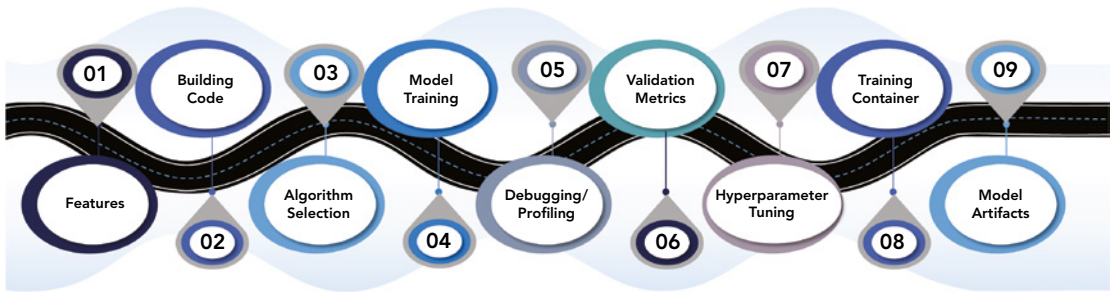 01
Features
Building
Code
02
03
Algorithm
Selection
Model
Training
04
05
Debugging/
Profiling
Validation
Metrics
06
07
Hyperparameter
Tuning
Training
Container
08
09
Model
Artifacts